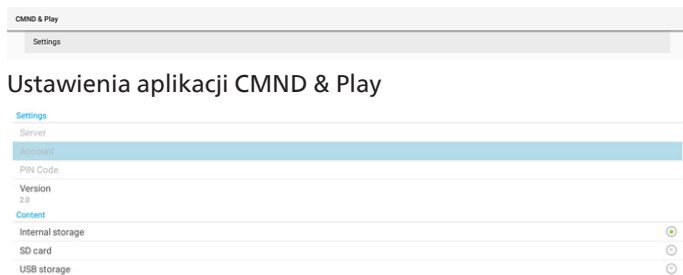 CMND & Play
Settings
Ustawienia aplikacji CMND & Play
Settings
Server
Account
PIN Code
Version
2.0
Content
Internal storage
SD card
USB storage